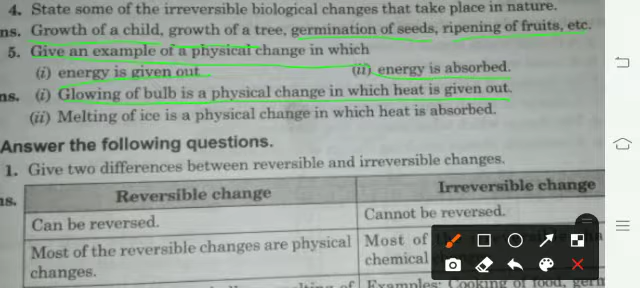 4. State some of the irreversible biological changes that take place in nature.
ns. Growth of a child, growth of a tree, germination of seeds, ripening of fruits, etc.
5. Give an example of a physical change in which
(i) energy is given out (ii) energy is absorbed.
ns. (i) Glowing of bulb is a physical change in which heat is given out.
(ii) Melting of ice is a physical change in which heat is absorbed.
Answer the following questions.
1. Give two differences between reversible and irreversible changes.
ns.
Reversible change Irreversible change
Can be reversed. Cannot be reversed.
Most of the reversible changes are physical changes. Most of
chemical
of Examples: Cooking of food,